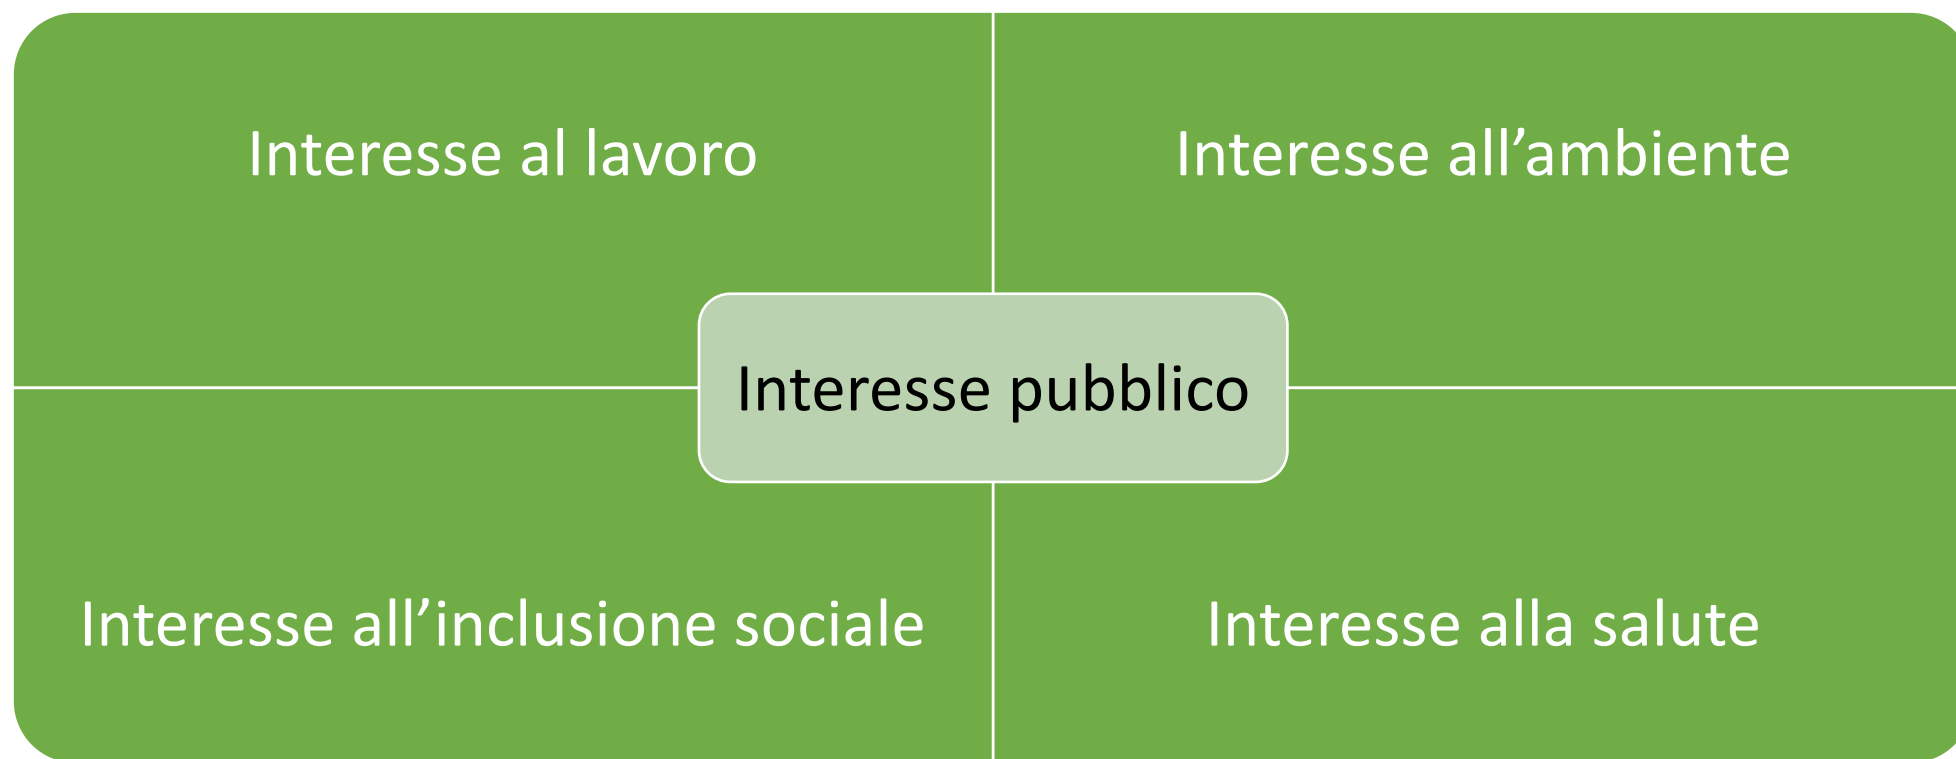 Interesse al lavoro
Interesse all’ambiente
Interesse pubblico
Interesse all’inclusione sociale
Interesse alla salute